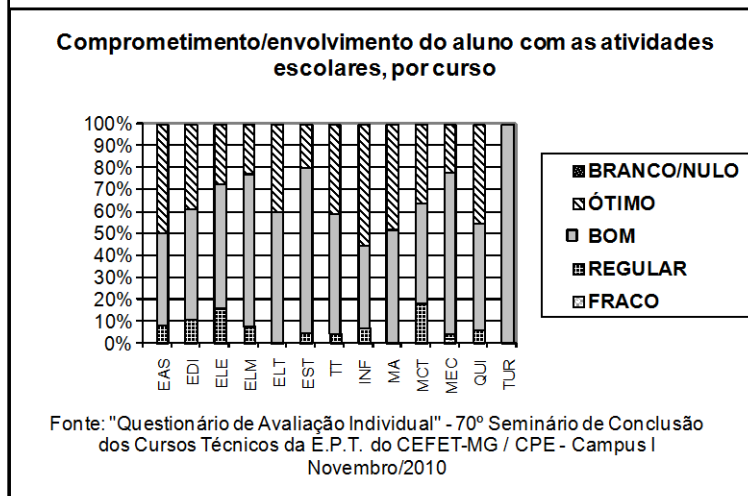 Comprometimento/envolvimento do aluno com as atividades
escolares, por curso
100%
90%
80%
70%
60%
50%
40%
30%
20%
10%
0%
EAS
EDI
ELE
ELM
ELT
EST
TT
INF
MA
MCT
MEC
QUI
TUR
BRANCO/NULO
ÓTIMO
BOM
REGULAR
FRACO
Fonte: "Questionário de Avaliação Individual" - 70º Seminário de Conclusão
dos Cursos Técnicos da E.P.T. do CEFET-MG / CPE - Campus I
Novembro/2010